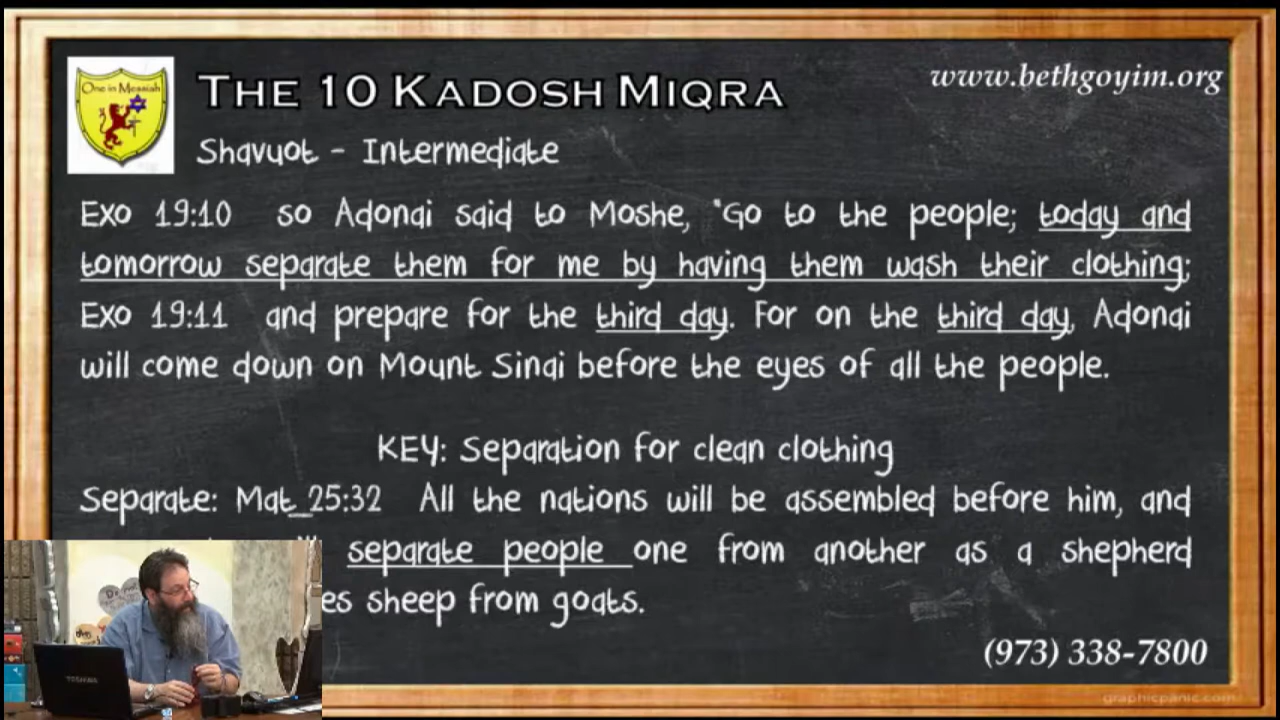 One in Messiah
THE 10 KADOSH MIQRA
www.bethgoyim.org
Shavuot - Intermediate
Exo 19:10 so Adonai said to Moshe, "Go to the people; today and
tomorrow separate them for me by having them wash their clothing;
Exo 19:11 and prepare for the third day. For on the third day, Adonai
will come down on Mount Sinai before the eyes of all the people.
KEY: Separation for clean clothing
Separate: Mat_25:32 All the nations will be assembled before him, and
separate people one from another as a shepherd
es sheep from goats.
(973) 338-7800
TOSHIBA
graphicpanic.com